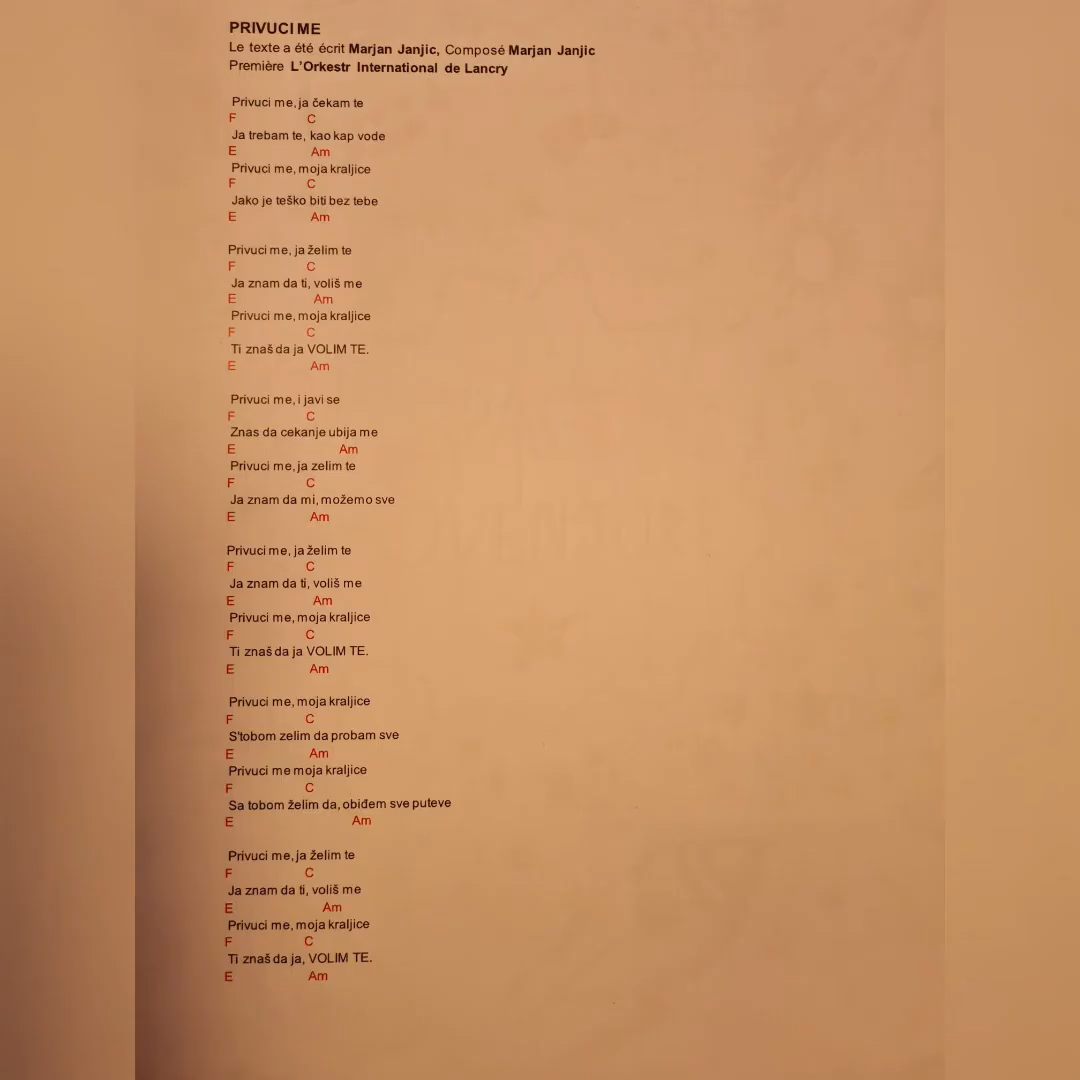 PRIVUCI ME
Le texte a été écrit Marjan Janjic, Composé Marjan Janjic
Première L'Orkestr International de Lancry
Privuci me, ja čekam te
F C
Ja trebam te, kao kap vode
E Am
Privuci me, moja kraljice
F C
Jako je teško biti bez tebe
E Am
Privuci me, ja želim te
F C
Ja znam da ti, voliš me
E Am
Privuci me, moja kraljice
F C
Ti znaš da ja VOLIM TE.
E Am
Privuci me, i javi se
F C
Znas da cekanje ubija me
E Am
Privuci me, ja zelim te
F C
Ja znam da mi, možemo sve
E Am
Privuci me, ja želim te
F C
Ja znam da ti, voliš me
E Am
Privuci me, moja kraljice
F C
Ti znaš da ja VOLIM TE.
E Am
Privuci me, moja kraljice
F C
S'tobom zelim da probam sve
E Am
Privuci me moja kraljice
F C
Sa tobom želim da, obiđem sve puteve
E Am
Privuci me, ja želim te
F C
Ja znam da ti, voliš me
E Am
Privuci me, moja kraljice
F C
Ti znaš da ja, VOLIM TE.
E Am